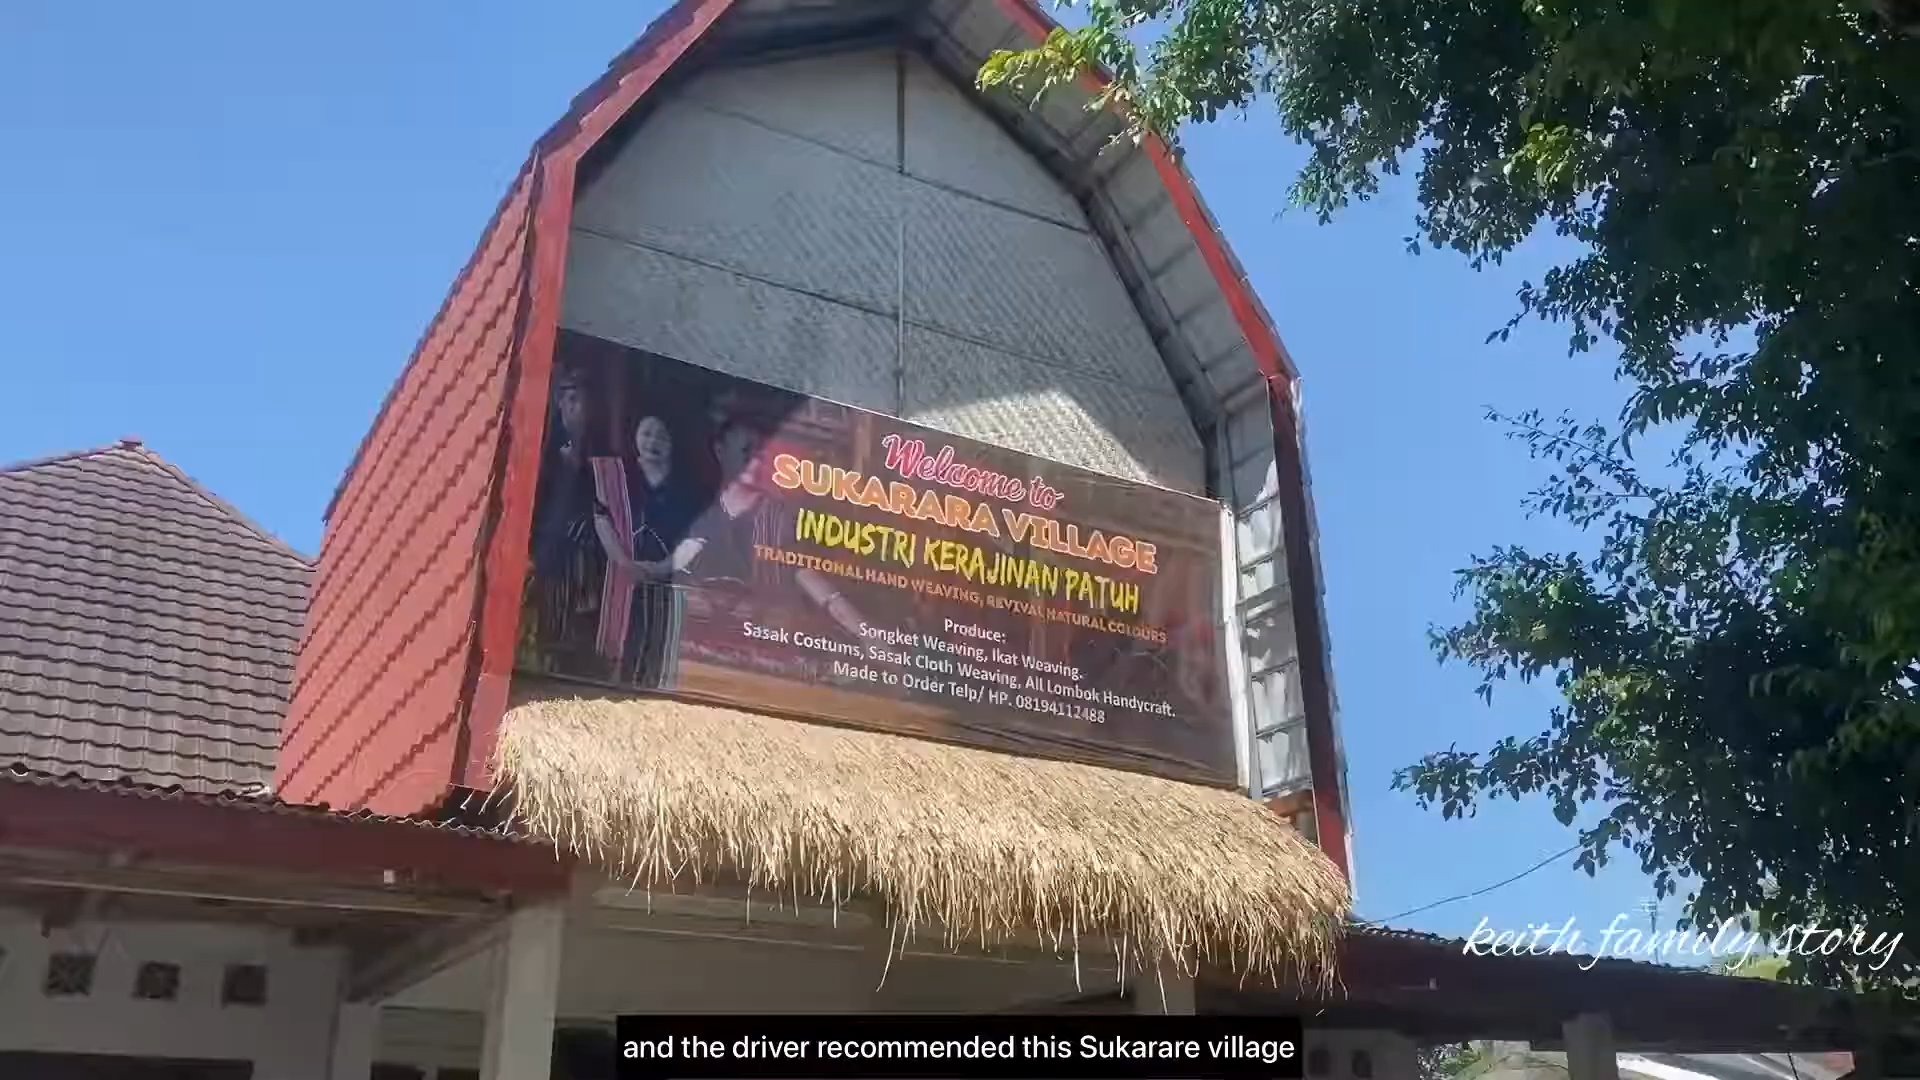 Welcome to
SUKARARA VILLAGE
INDUSTRI KERAJINAN PATUH
TRADITIONAL HAND WEAVING, REVIVAL NATURAL COLOURS
Produce:
Songket Weaving, Ikat Weaving.
Sasak Costums, Sasak Cloth Weaving, All Lombok Handycraft.
Made to Order Telp/ HP. 08194112488
keith family story
and the driver recommended this Sukarare village